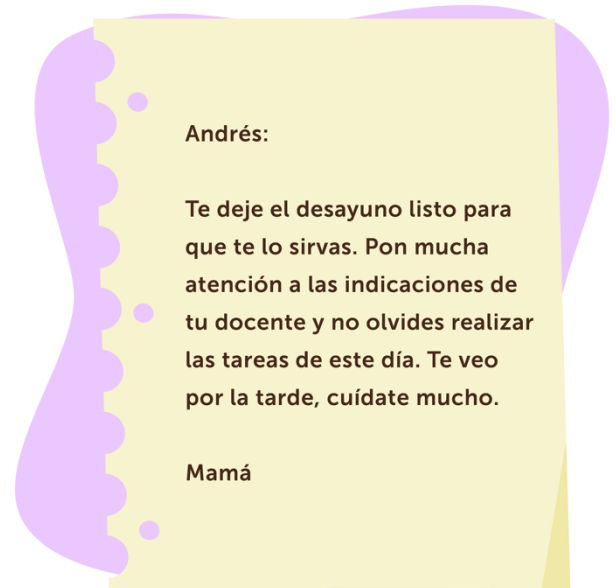 Andrés:
Te deje el desayuno listo para
que te lo sirvas. Pon mucha
atención a las indicaciones de
tu docente y no olvides realizar
las tareas de este día. Te veo
por la tarde, cuídate mucho.
Mamá